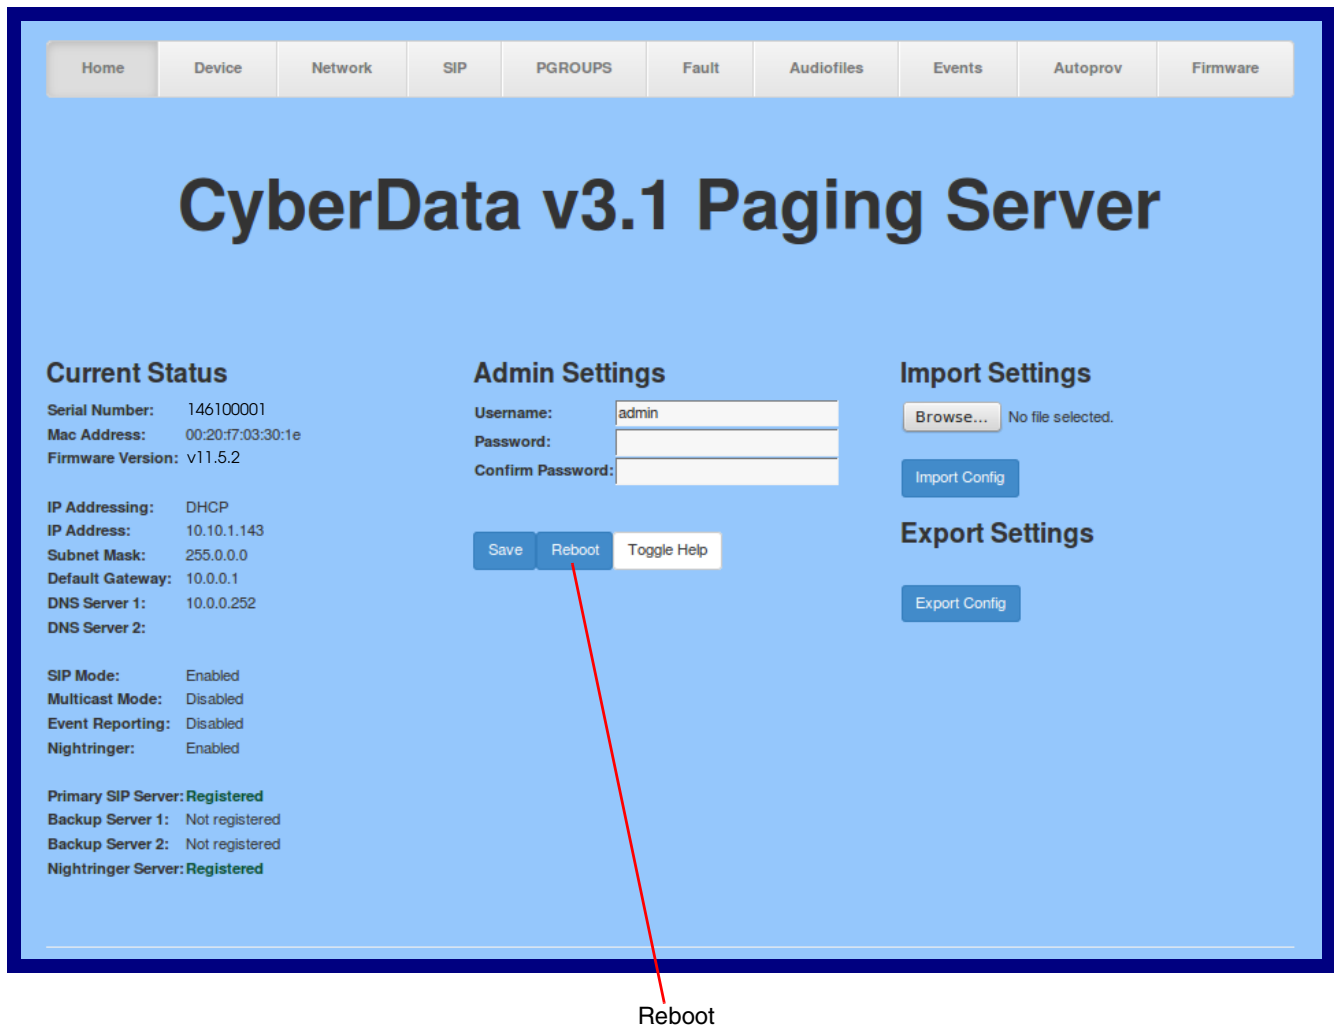 Home Device Network SIP PGROUPS Fault Audiofiles Events Autoprov Firmware
CyberData v3.1 Paging Server
Current Status
Serial Number: 146100001
Mac Address: 00:20:f7:03:30:1e
Firmware Version: v11.5.2
IP Addressing: DHCP
IP Address: 10.10.1.143
Subnet Mask: 255.0.0.0
Default Gateway: 10.0.0.1
DNS Server 1: 10.0.0.252
DNS Server 2:
SIP Mode: Enabled
Multicast Mode: Disabled
Event Reporting: Disabled
Nightringer: Enabled
Primary SIP Server: Registered
Backup Server 1: Not registered
Backup Server 2: Not registered
Nightringer Server: Registered
Admin Settings
Username: admin
Password:
Confirm Password:
Save Reboot Toggle Help
Import Settings
Browse... No file selected.
Import Config
Export Settings
Export Config
Reboot